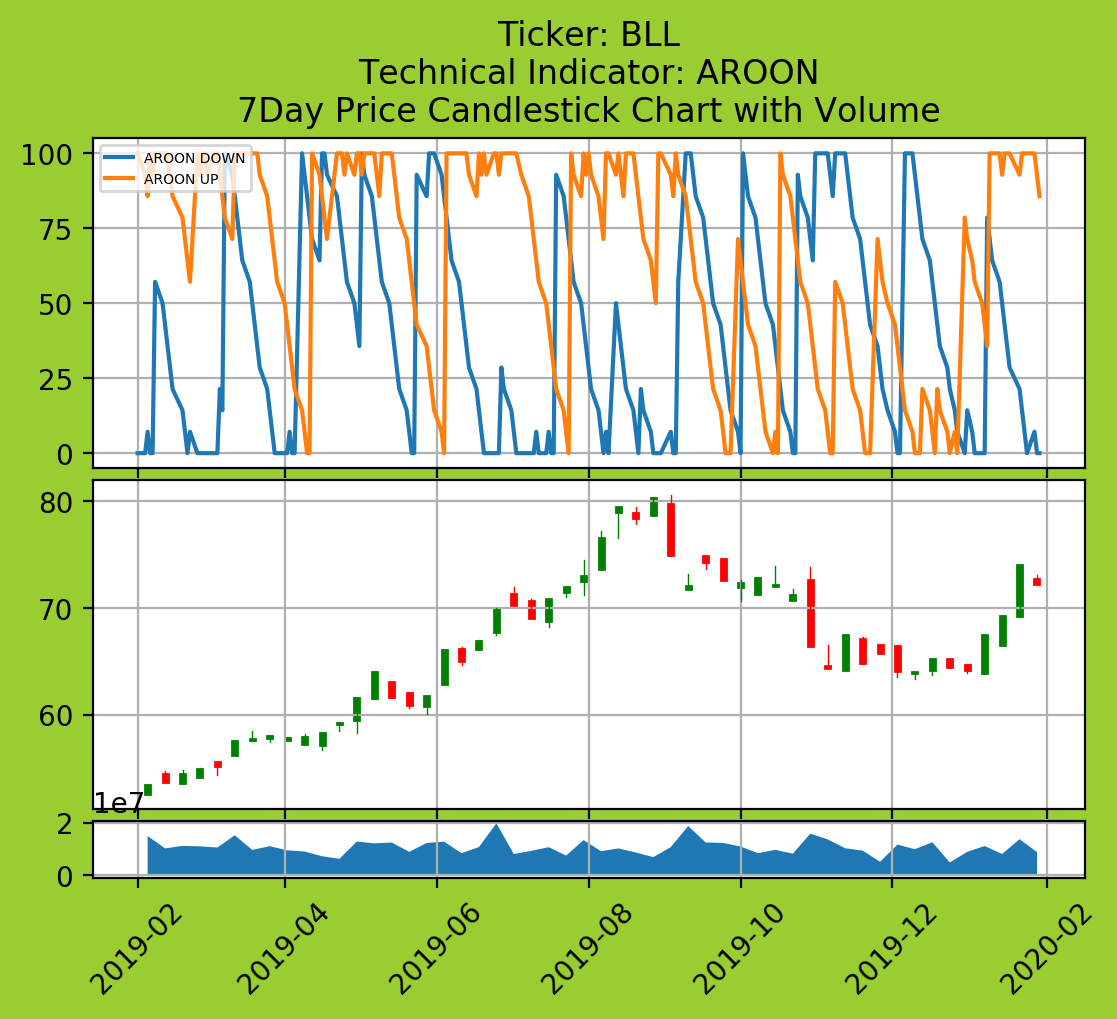 Ticker: BLL
Technical Indicator: AROON
7Day Price Candlestick Chart with Volume
100
75
50
25
0
AROON DOWN
AROON UP
80
70
60
1e7
2
0
2019-02
2019-04
2019-06
2019-08
2019-10
2019-12
2020-02